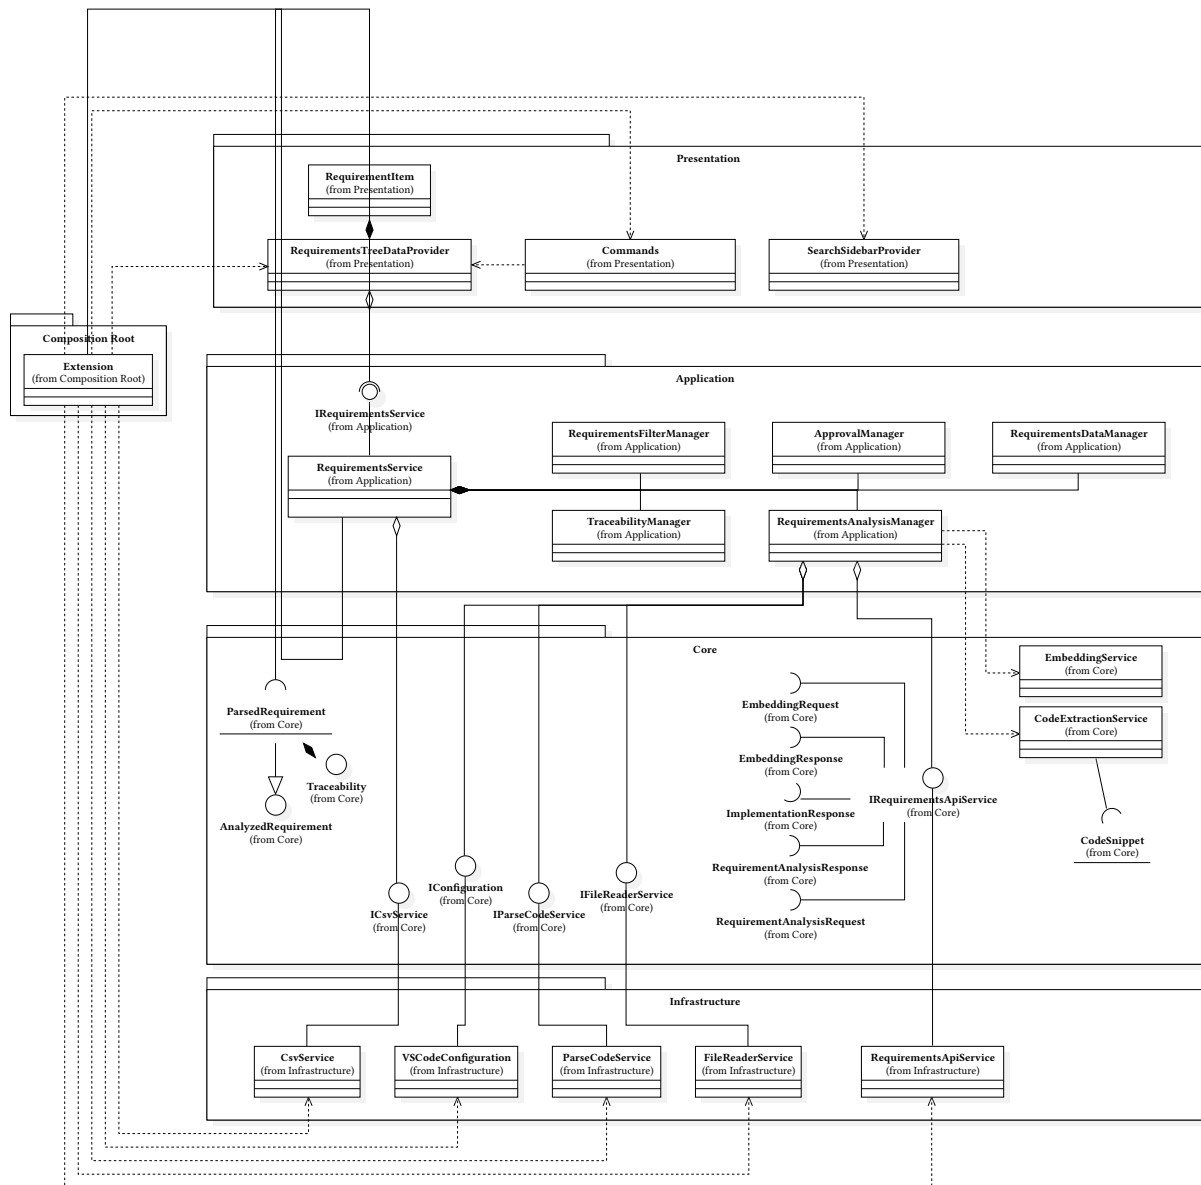 Presentation
RequirementItem
(from Presentation)
RequirementsTreeDataProvider
(from Presentation)
Commands
(from Presentation)
SearchSidebarProvider
(from Presentation)
Composition Root
Extension
(from Composition Root)
Application
IRequirementsService
(from Application)
RequirementsFilterManager
(from Application)
ApprovalManager
(from Application)
RequirementsDataManager
(from Application)
RequirementsService
(from Application)
TraceabilityManager
(from Application)
RequirementsAnalysisManager
(from Application)
Core
EmbeddingService
(from Core)
ParsedRequirement
(from Core)
EmbeddingRequest
(from Core)
CodeExtractionService
(from Core)
EmbeddingResponse
(from Core)
Traceability
(from Core)
IRequirementsApiService
(from Core)
ImplementationResponse
(from Core)
AnalyzedRequirement
(from Core)
CodeSnippet
(from Core)
RequirementAnalysisResponse
(from Core)
IConfiguration
(from Core)
IFileReaderService
(from Core)
ICsvService
(from Core)
IParseCodeService
(from Core)
RequirementAnalysisRequest
(from Core)
Infrastructure
CsvService
(from Infrastructure)
VSCodeConfiguration
(from Infrastructure)
ParseCodeService
(from Infrastructure)
FileReaderService
(from Infrastructure)
RequirementsApiService
(from Infrastructure)